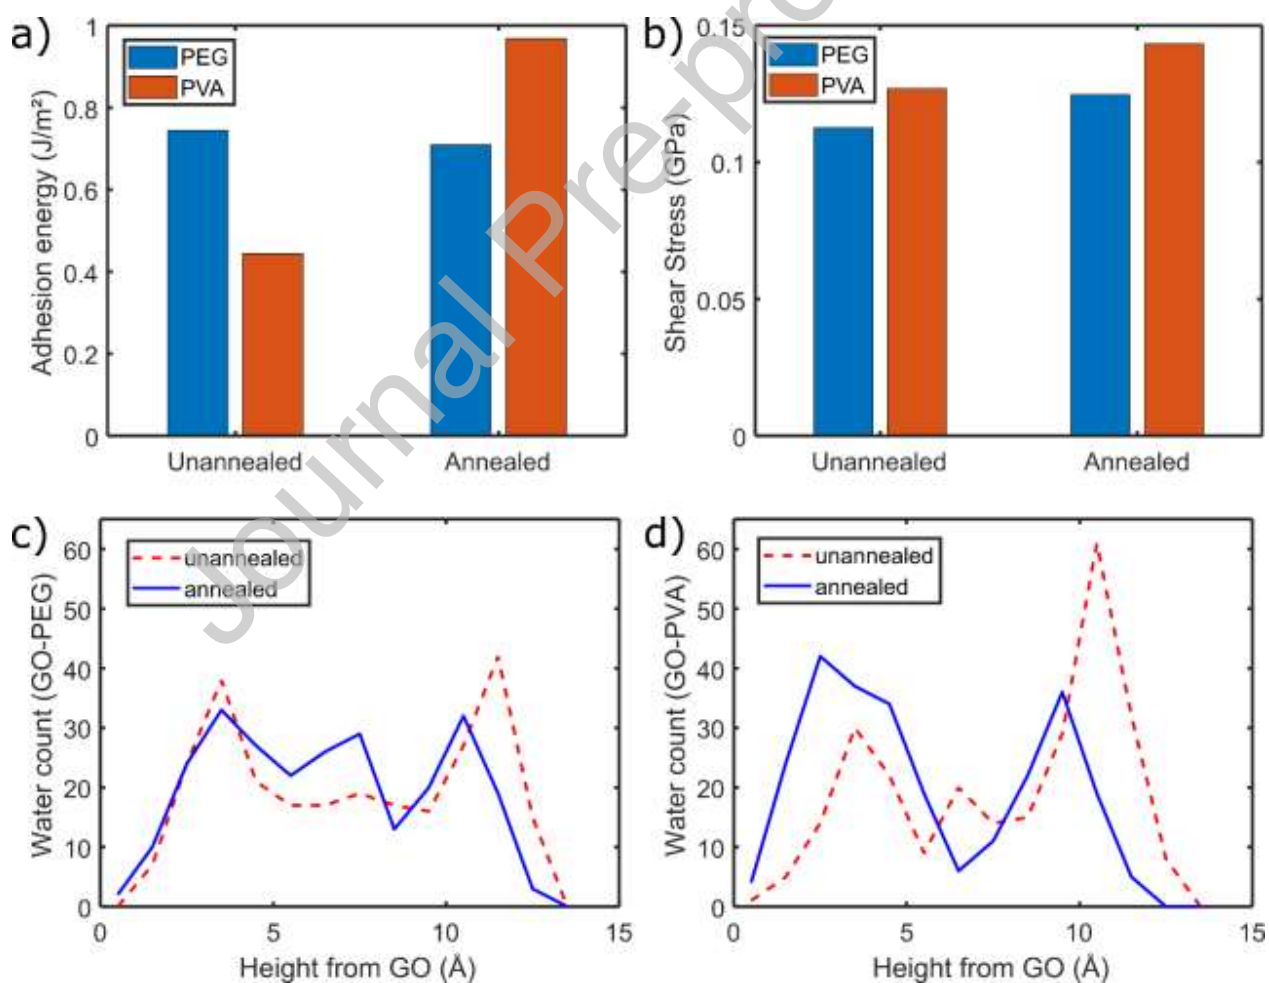 a)
1
0.8
0.6
0.4
0.2
0
Adhesion energy (J/m²)
PEG
PVA
Unannealed
Annealed
b)
0.15
0.1
0.05
0
Shear Stress (GPa)
PEG
PVA
Unannealed
Annealed
c)
60
50
40
30
20
10
0
Water count (GO-PEG)
unannealed
annealed
0
5
10
15
Height from GO (Å)
d)
60
50
40
30
20
10
0
Water count (GO-PVA)
unannealed
annealed
0
5
10
15
Height from GO (Å)
Journal Pre-pro